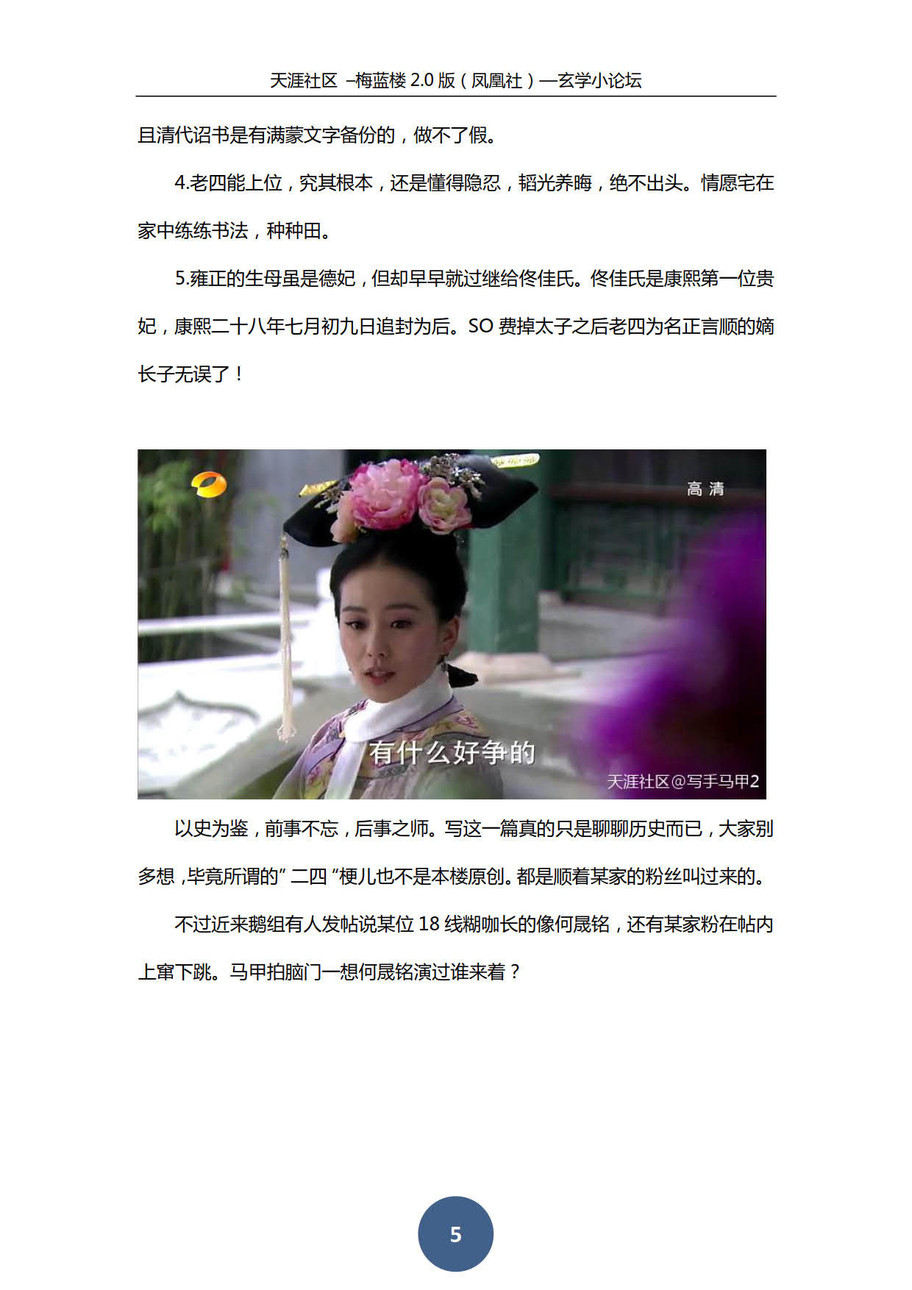 天涯社区 –梅蓝楼 2.0 版（凤凰社）—玄学小论坛
且清代诏书是有满蒙文字备份的，做不了假。
4.老四能上位，究其根本，还是懂得隐忍，韬光养晦，绝不出头。情愿宅在
家中练练书法，种种田。
5.雍正的生母虽是德妃，但却早早就过继给佟佳氏。佟佳氏是康熙第一位贵
妃，康熙二十八年七月初九日追封为后。SO 费掉太子之后老四为名正言顺的嫡
长子无误了！
高清
有什么好争的
天涯社区@写手马甲2
以史为鉴，前事不忘，后事之师。写这一篇真的只是聊聊历史而已，大家别
多想，毕竟所谓的”二四“梗儿也不是本楼原创。都是顺着某家的粉丝叫过来的。
不过近来鹅组有人发帖说某位 18 线糊咖长的像何晟铭，还有某家粉在帖内
上窜下跳。马甲拍脑门一想何晟铭演过谁来着？
5